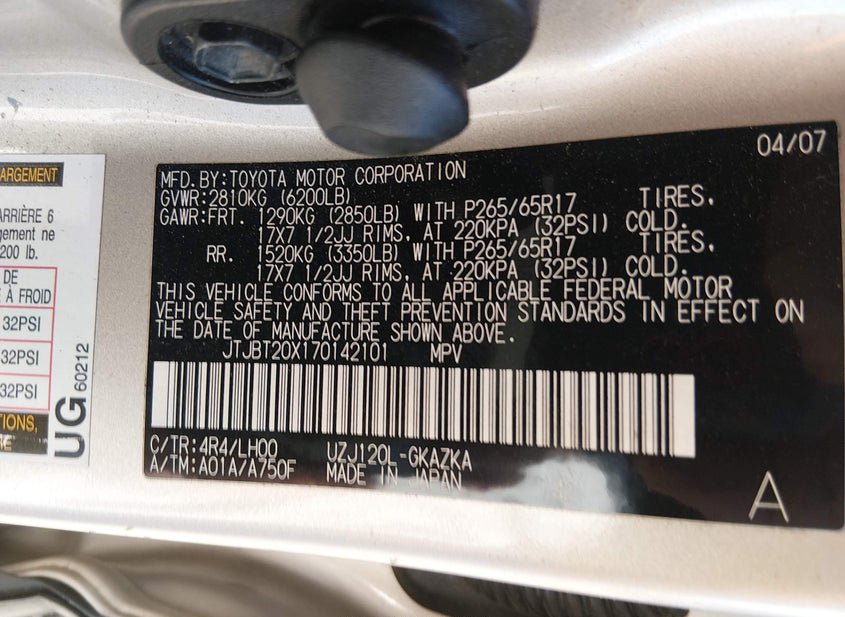 ARGEMENT
ARRIÈRE 6
gement ne
200 lb.
DE
E À FROID
32PSI
32PSI
32PSI
TIONS,
RE
UG 60212
04/07
MFD.BY:TOYOTA MOTOR CORPORATION
GVWR:2810KG (6200LB)
GAWR:FRT. 1290KG (2850LB) WITH P265/65R17 TIRES.
17X7 1/2JJ RIMS, AT 220KPA (32PSI) COLD.
RR. 1520KG (3350LB) WITH P265/65R17 TIRES.
17X7 1/2JJ RIMS, AT 220KPA (32PSI) COLD.
THIS VEHICLE CONFORMS TO ALL APPLICABLE FEDERAL MOTOR
VEHICLE SAFETY AND THEFT PREVENTION STANDARDS IN EFFECT ON
THE DATE OF MANUFACTURE SHOWN ABOVE.
JTJBT20X170142101 MPV
C/TR:4R4/LH00 UZJ120L-GKAZKA
A/TM:A01A/A750F MADE IN JAPAN
A